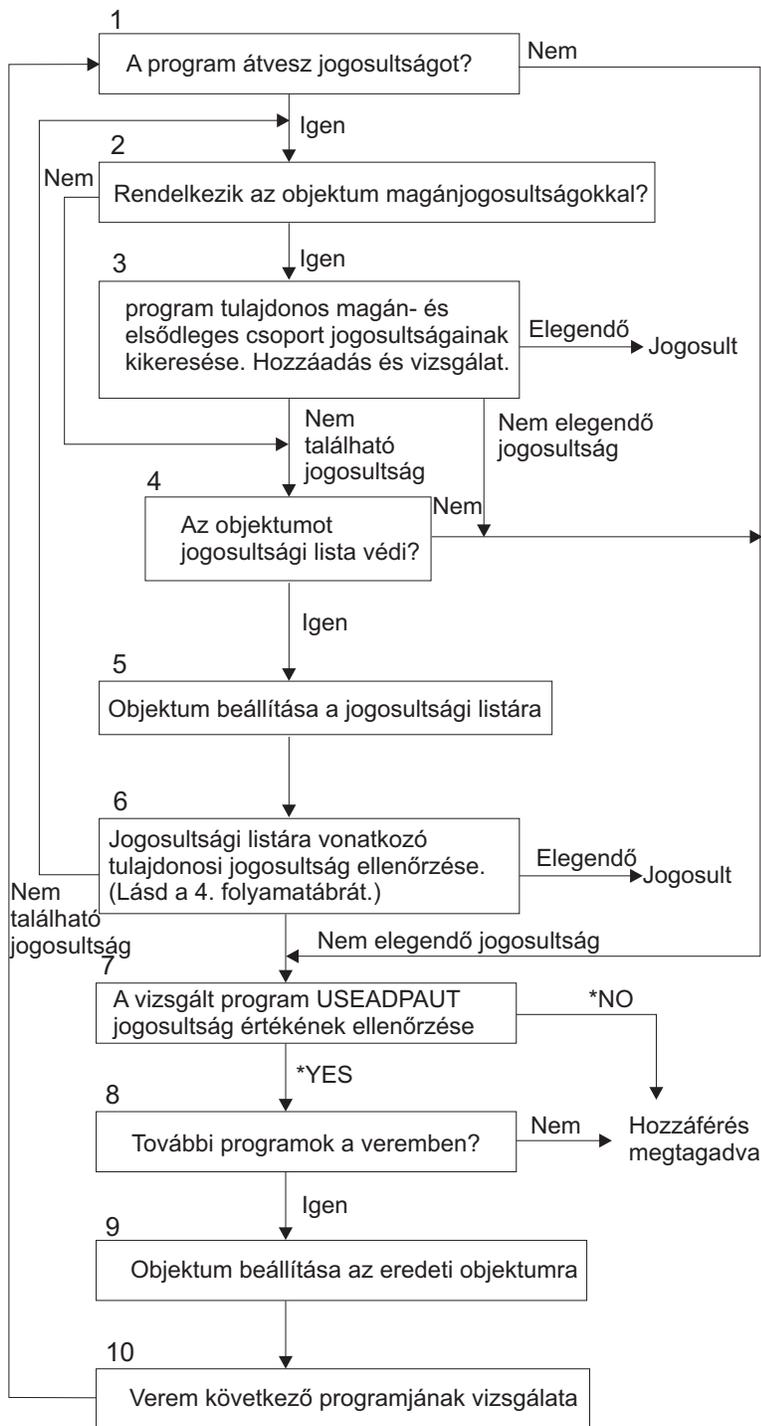 1
A program átvesz jogosultságot?
Nem
Igen
2
Nem
Rendelkezik az objektum magánjogosultságokkal?
Igen
3
program tulajdonos magán- és
elsődleges csoport jogosultságainak
kikeresése. Hozzáadás és vizsgálat.
Elegendő
Jogosult
Nem
található
jogosultság
Nem elegendő
jogosultság
4
Nem
Az objektumot
jogosultsági lista védi?
Igen
5
Objektum beállítása a jogosultsági listára
6
Jogosultsági listára vonatkozó
tulajdonosi jogosultság ellenőrzése.
(Lásd a 4. folyamatábrát.)
Elegendő
Jogosult
Nem
található
jogosultság
Nem elegendő jogosultság
7
A vizsgált program USEADPAUT
jogosultság értékének ellenőrzése
*NO
*YES
8
További programok a veremben?
Nem
Hozzáférés
megtagadva
Igen
9
Objektum beállítása az eredeti objektumra
10
Verem következő programjának vizsgálata